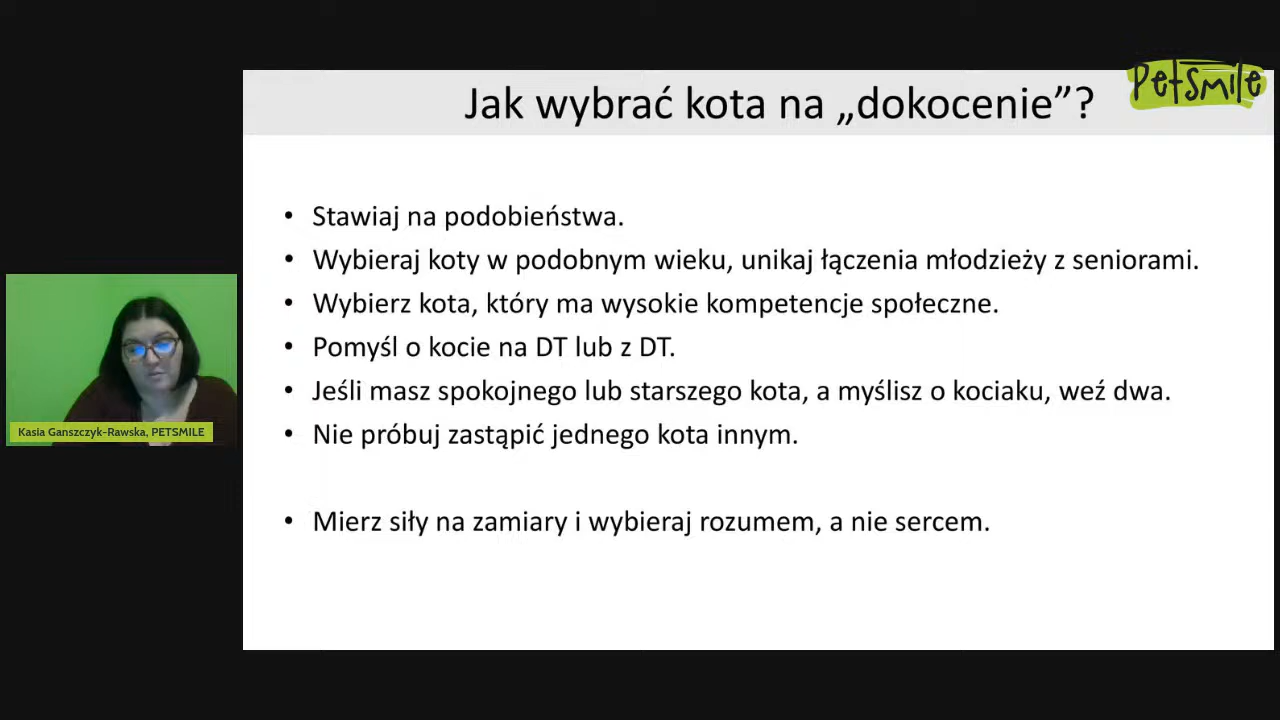 PetSmile
Jak wybrać kota na „dokocenie”?
• Stawiaj na podobieństwa.
• Wybieraj koty w podobnym wieku, unikaj łączenia młodzieży z seniorami.
• Wybierz kota, który ma wysokie kompetencje społeczne.
• Pomyśl o kocie na DT lub z DT.
• Jeśli masz spokojnego lub starszego kota, a myślisz o kociaku, weź dwa.
• Nie próbuj zastąpić jednego kota innym.
• Mierz siły na zamiary i wybieraj rozumem, a nie sercem.
Kasia Ganszczyk-Rawska, PETSMILE